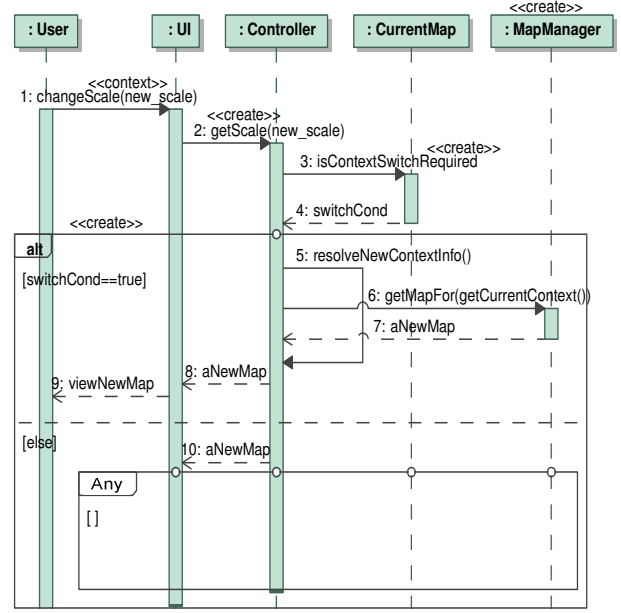 <<create>>
: User
: UI
: Controller
: CurrentMap
: MapManager
<<context>>
1: changeScale(new_scale)
<<create>>
2: getScale(new_scale)
<<create>>
3: isContextSwitchRequired
4: switchCond
<<create>>
alt
5: resolveNewContextInfo()
[switchCond==true]
6: getMapFor(getCurrentContext())
7: aNewMap
8: aNewMap
9: viewNewMap
[else]
10: aNewMap
Any
[ ]